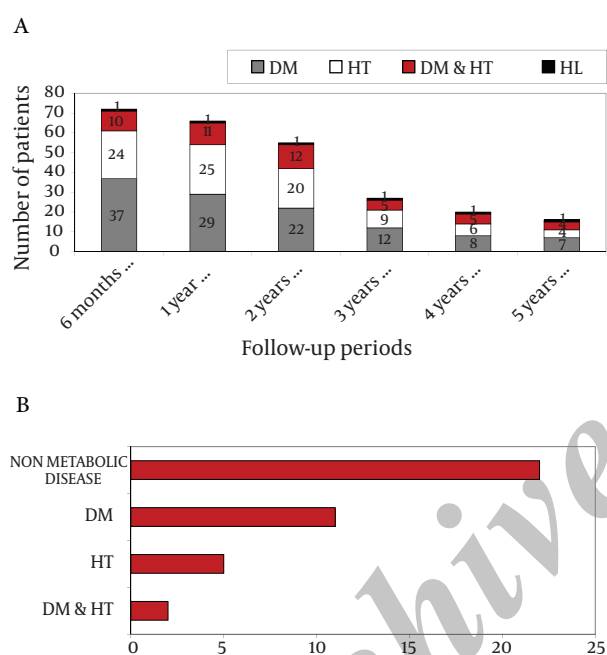 A
DM HT DM & HT HL
Number of patients
80
70
60
50
40
30
20
10
0
1
10
24
37
1
11
25
29
1
12
20
22
1
5
9
12
1
5
6
8
1
4
7
6 months ...
1 year ...
2 years ...
3 years ...
4 years ...
5 years ...
Follow-up periods
B
NON METABOLIC
DISEASE
DM
HT
DM & HT
0 5 10 15 20 25
chive